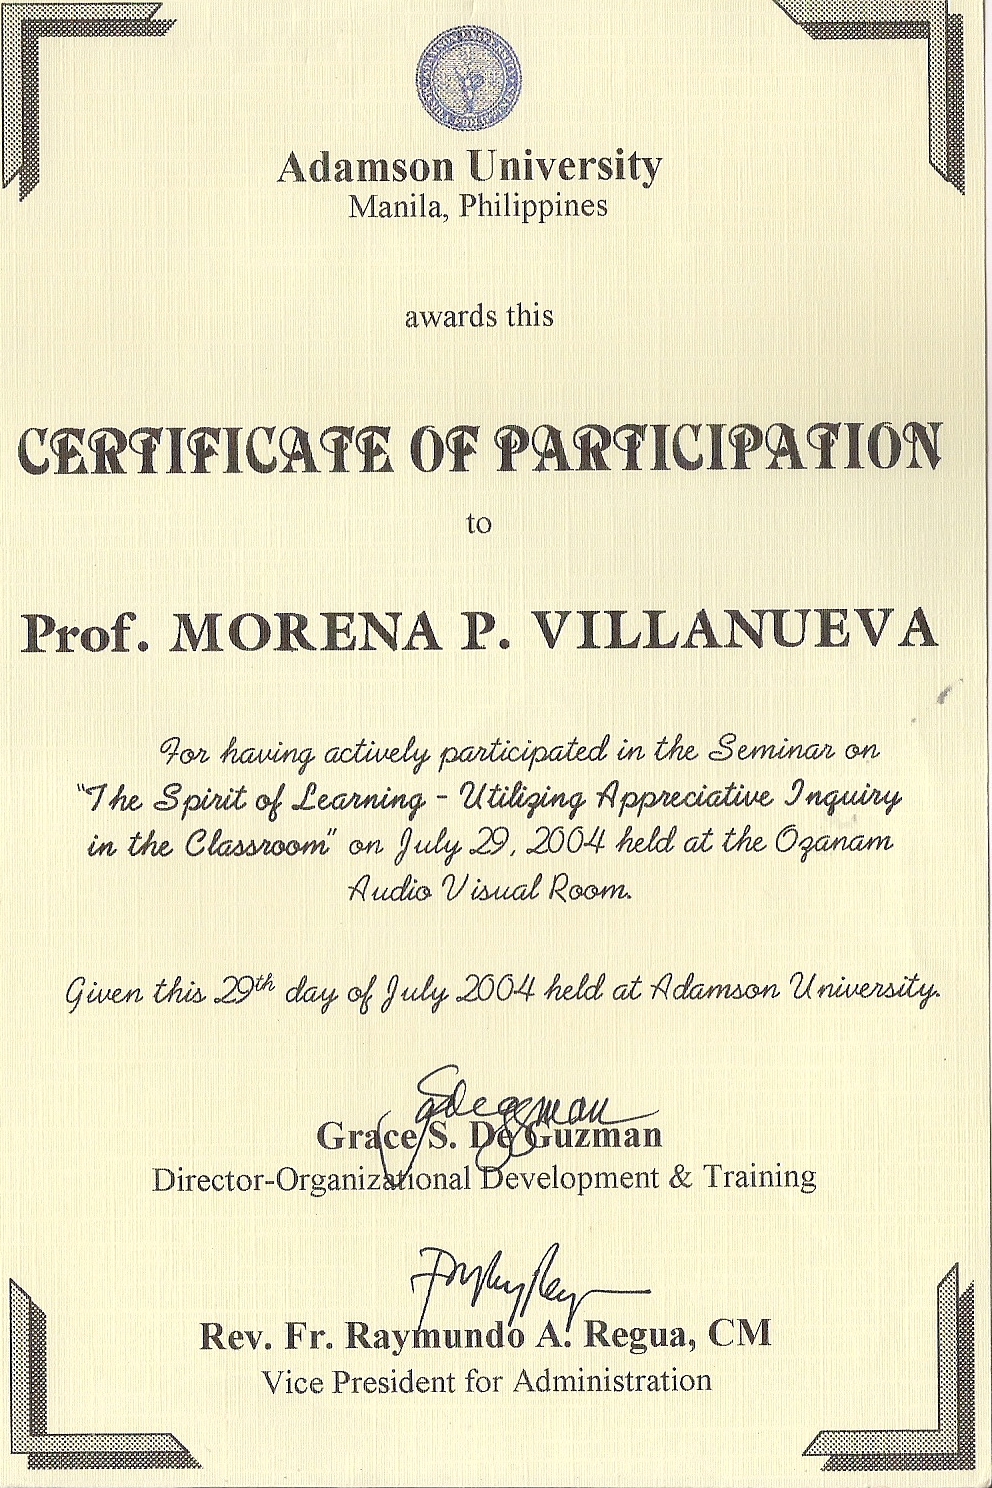 Adamson University
Manila, Philippines
awards this
CERTIFICATE OF PARTICIPATION
to
Prof. MORENA P. VILLANUEVA
For having actively participated in the Seminar on
"The Spirit of Learning - Utilizing Appreciative Inquiry
in the Classroom" on July 29, 2004 held at the Ozanam
Audio Visual Room.
Given this 29th day of July 2004 held at Adamson University.
Grace S. De Guzman
Director-Organizational Development & Training
Rev. Fr. Raymundo A. Regua, CM
Vice President for Administration